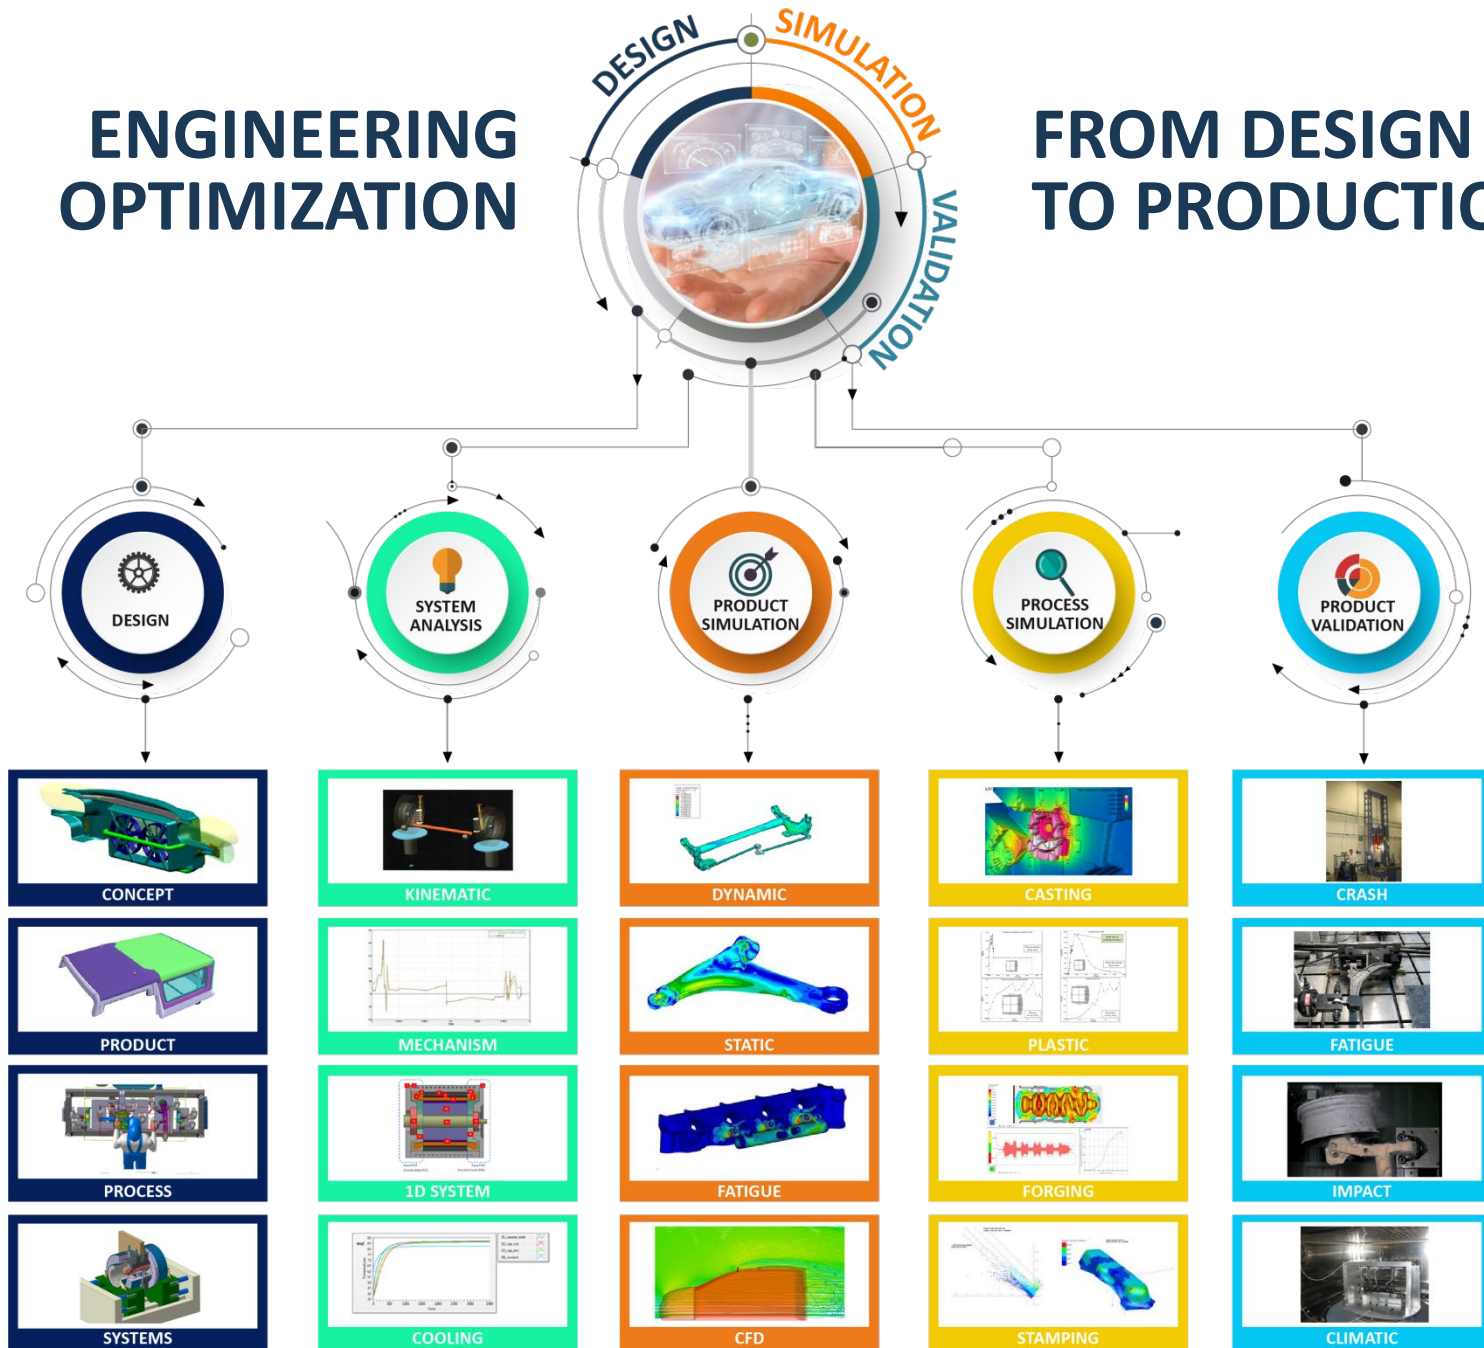 DESIGN
SIMULATION
VALIDATION
ENGINEERING
OPTIMIZATION
FROM DESIGN
TO PRODUCTIO
DESIGN
SYSTEM
ANALYSIS
PRODUCT
SIMULATION
PROCESS
SIMULATION
PRODUCT
VALIDATION
CONCEPT
KINEMATIC
DYNAMIC
CASTING
CRASH
PRODUCT
MECHANISM
STATIC
PLASTIC
FATIGUE
PROCESS
1D SYSTEM
FATIGUE
FORGING
IMPACT
SYSTEMS
COOLING
CFD
STAMPING
CLIMATIC